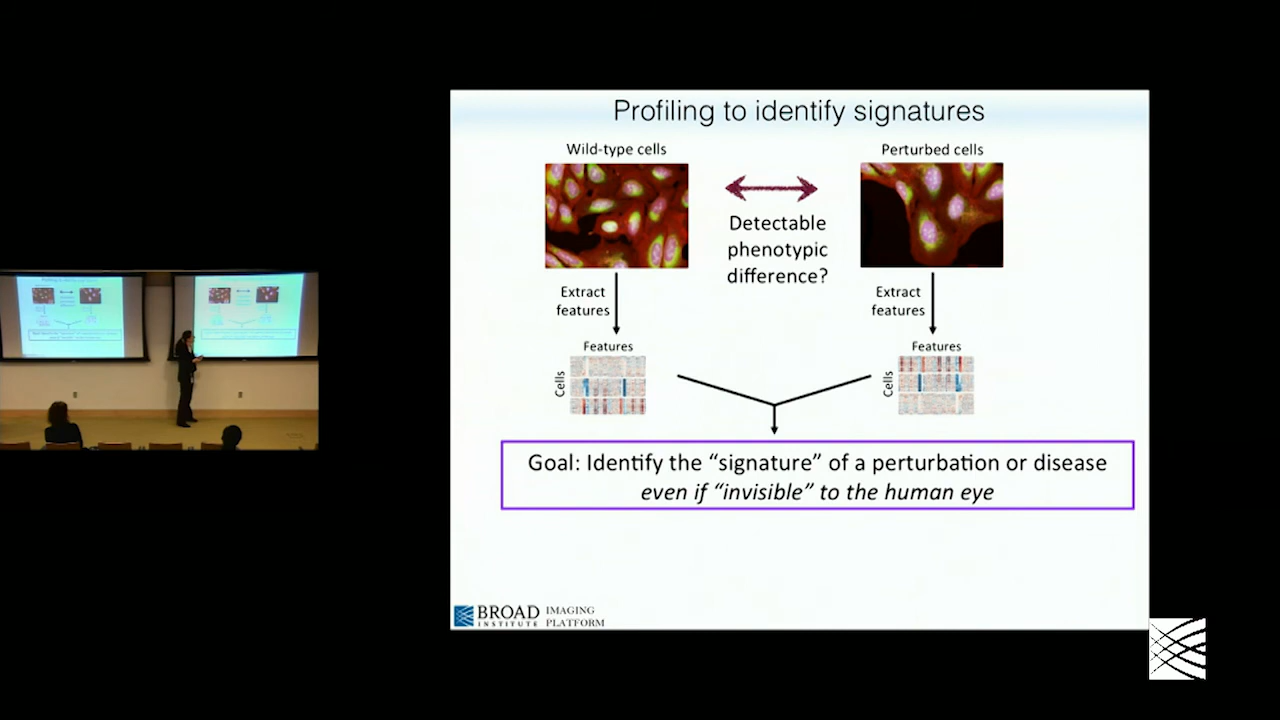 Profiling to identify signatures
Wild-type cells
Perturbed cells
Detectable
phenotypic
difference?
Extract
features
Extract
features
Features
Features
Cells
Cells
Goal: Identify the “signature” of a perturbation or disease
even if “invisible” to the human eye
BROAD
INSTITUTE
IMAGING
PLATFORM